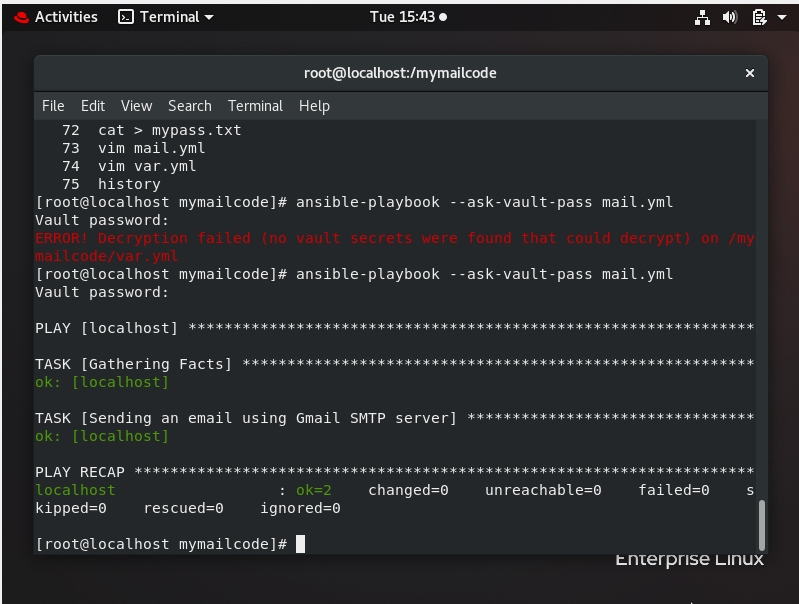 Activities Terminal Tue 15:43
root@localhost:/mymailcode
File Edit View Search Terminal Help
72 cat > mypass.txt
73 vim mail.yml
74 vim var.yml
75 history
[root@localhost mymailcode]# ansible-playbook --ask-vault-pass mail.yml
Vault password:
ERROR! Decryption failed (no vault secrets were found that could decrypt) on /my
mailcode/var.yml
[root@localhost mymailcode]# ansible-playbook --ask-vault-pass mail.yml
Vault password:
PLAY [localhost] ***************************************************************
TASK [Gathering Facts] *********************************************************
ok: [localhost]
TASK [Sending an email using Gmail SMTP server] ********************************
ok: [localhost]
PLAY RECAP *********************************************************************
localhost : ok=2 changed=0 unreachable=0 failed=0 s
kipped=0 rescued=0 ignored=0
[root@localhost mymailcode]#
Enterprise Linux